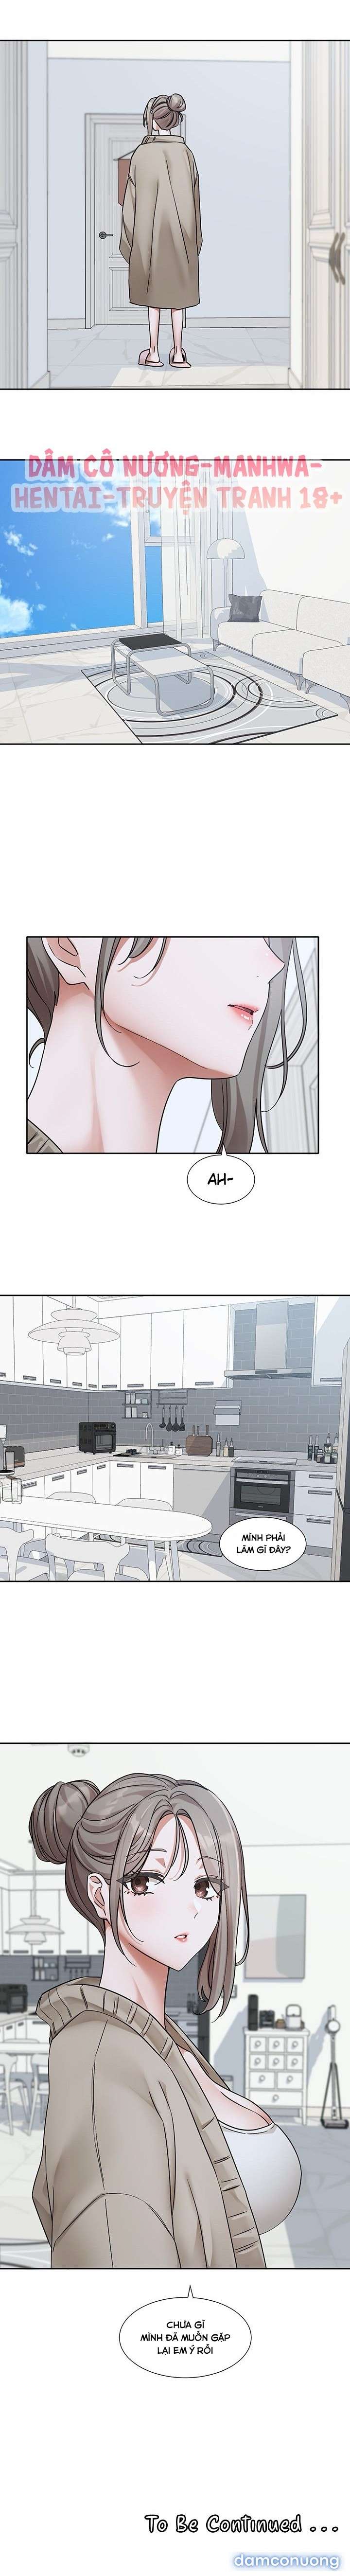 DÂM CÔ NƯƠNG-MANHWA-
HENTAI-TRUYỆN TRANH 18+
AH-
MÌNH PHẢI
LÀM GÌ ĐÂY?
CHƯA GÌ
MÌNH ĐÃ MUỐN GẶP
LẠI EM Ý RỒI
To Be Continued ...
damconuong